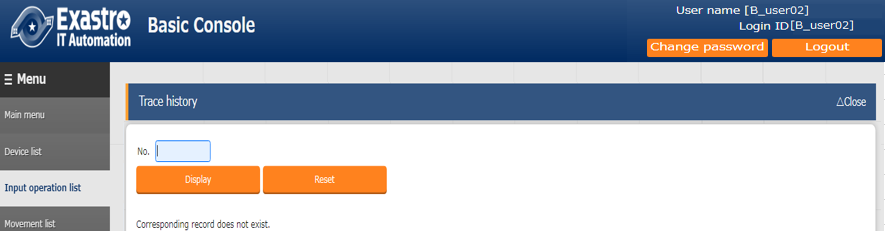 Exastro
IT Automation
Basic Console
User name [B_user02]
Login ID[B_user02]
Change password
Logout
Menu
Main menu
Device list
Input operation list
Movement list
Trace history
△Close
No.
Display
Reset
Corresponding record does not exist.